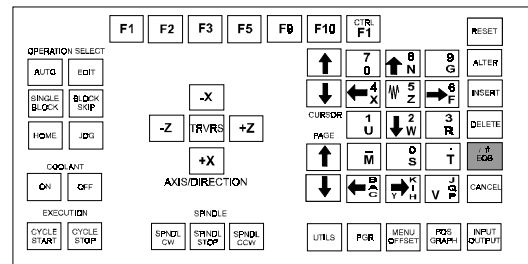 F1 F2 F3 F5 F9 F10 CTRL F1
RESET
OPERATION SELECT
7 O 8 N 9 G
ALTER
AUTO EDIT
4 X 5 Z 6 F
INSERT
SINGLE BLOCK BLOCK SKIP
-X
CURSOR
1 U 2 W 3 R
DELETE
HOME JOG
-Z TRVRS +Z
PAGE
- M 0 S . T
/ # EOB
COOLANT
+X
ON OFF
AXIS/DIRECTION
B A C K I Y H J Q V P
CANCEL
EXECUTION
SPINDLE
CYCLE START CYCLE STOP
SPNDL CW SPNDL STOP SPNDL CCW
UTILS PGR MENU OFFSET POS GRAPH INPUT OUTPUT